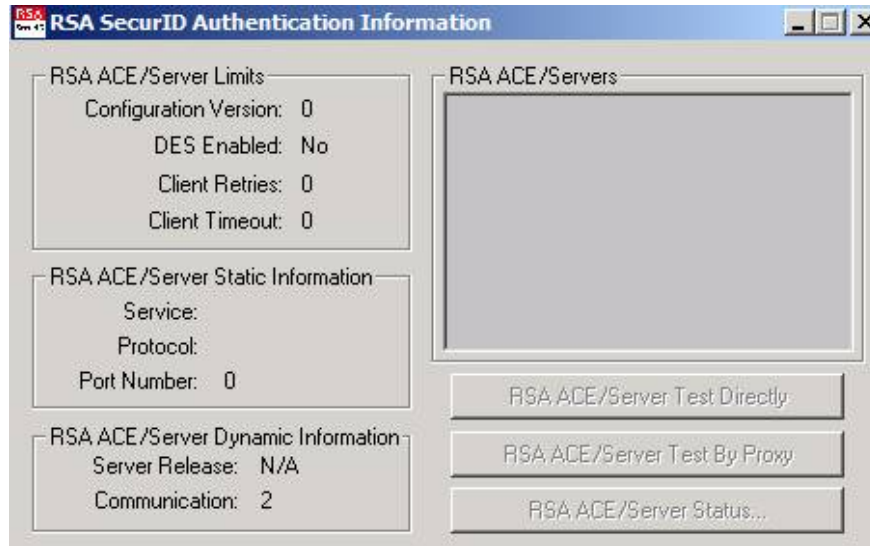 RSA SecurID Authentication Information
RSA ACE/Server Limits
Configuration Version: 0
DES Enabled: No
Client Retries: 0
Client Timeout: 0
RSA ACE/Server Static Information
Service:
Protocol:
Port Number: 0
RSA ACE/Server Dynamic Information
Server Release: N/A
Communication: 2
RSA ACE/Servers
RSA ACE/Server Test Directly
RSA ACE/Server Test By Proxy
RSA ACE/Server Status...